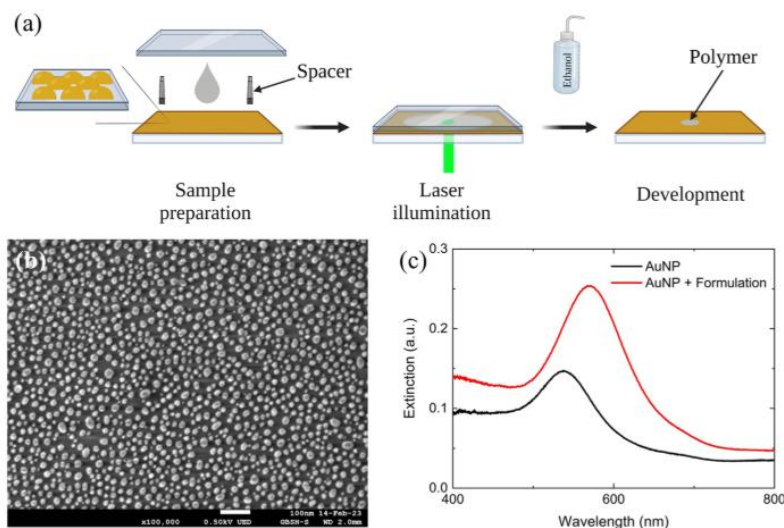 (a)
Spacer
Ethanol
Polymer
Sample
preparation
Laser
illumination
Development
(b)
100nm 14-Feb-23
x100,000 0.50kV UED GBSH-S WD 2.0mm
(c)
AuNP
AuNP + Formulation
Extinction (a.u.)
0.3
0.2
0.1
0.0
400
600
800
Wavelength (nm)